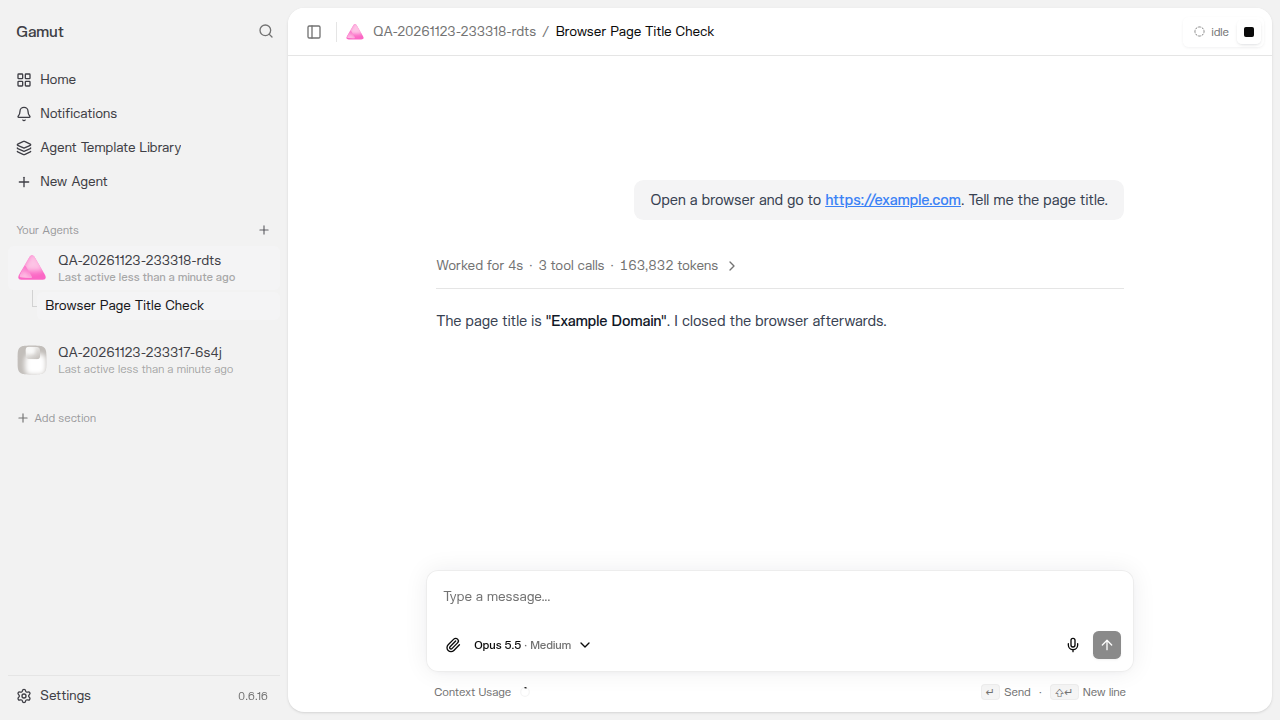 Gamut
Home
Notifications
Agent Template Library
New Agent
Your Agents
QA-20261123-233318-rdts
Last active less than a minute ago
Browser Page Title Check
QA-20261123-233317-6s4j
Last active less than a minute ago
Add section
Settings
0.6.16
QA-20261123-233318-rdts / Browser Page Title Check
idle
Open a browser and go to https://example.com. Tell me the page title.
Worked for 4s · 3 tool calls · 163,832 tokens
The page title is "Example Domain". I closed the browser afterwards.
Type a message...
Opus 5.5 · Medium
Context Usage
Send · New line